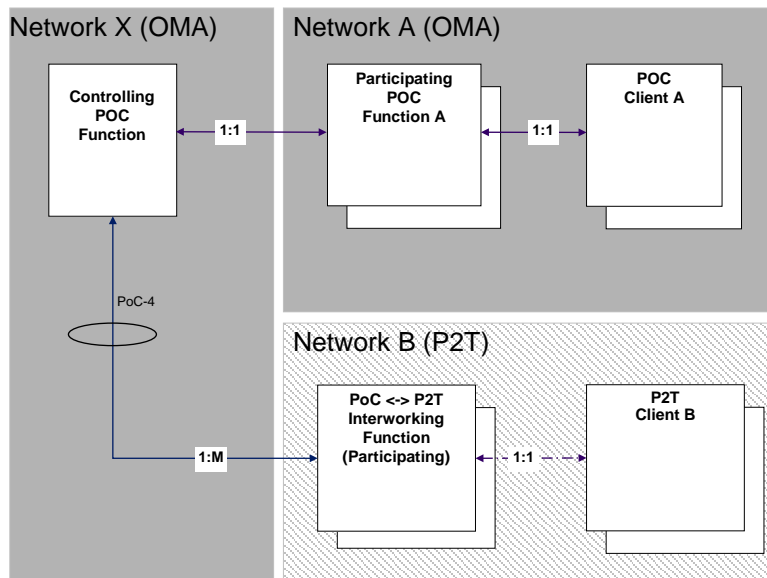 Network X (OMA)
Controlling
POC
Function
1:1
PoC-4
1:M
Network A (OMA)
Participating
POC
Function A
1:1
POC
Client A
Network B (P2T)
PoC <-> P2T
Interworking
Function
(Participating)
1:1
P2T
Client B